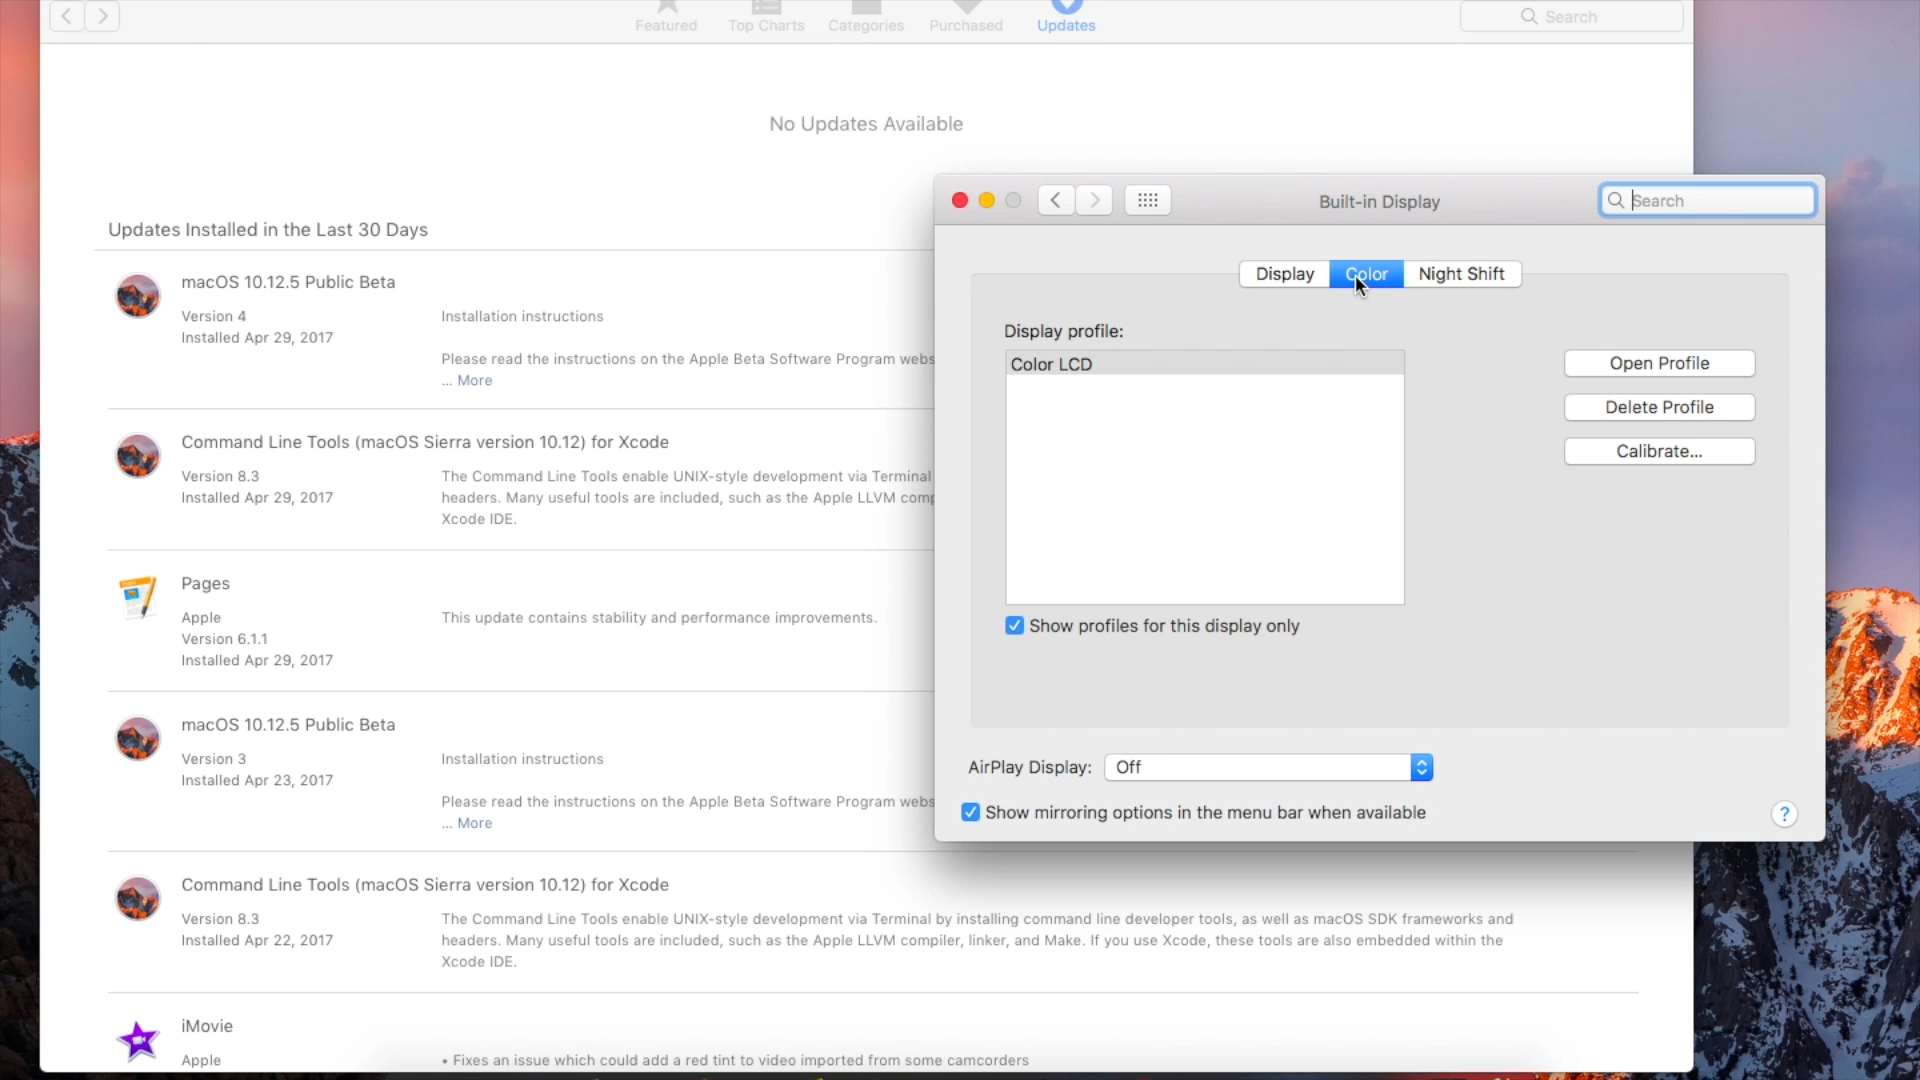 Featured
Top Charts
Categories
Purchased
Updates
Search
No Updates Available
Updates Installed in the Last 30 Days
macOS 10.12.5 Public Beta
Version 4
Installed Apr 29, 2017
Installation instructions
Please read the instructions on the Apple Beta Software Program webs
... More
Command Line Tools (macOS Sierra version 10.12) for Xcode
Version 8.3
Installed Apr 29, 2017
The Command Line Tools enable UNIX-style development via Terminal
headers. Many useful tools are included, such as the Apple LLVM comp
Xcode IDE.
Pages
Apple
Version 6.1.1
Installed Apr 29, 2017
This update contains stability and performance improvements.
macOS 10.12.5 Public Beta
Version 3
Installed Apr 23, 2017
Installation instructions
Please read the instructions on the Apple Beta Software Program webs
... More
Command Line Tools (macOS Sierra version 10.12) for Xcode
Version 8.3
Installed Apr 22, 2017
The Command Line Tools enable UNIX-style development via Terminal by installing command line developer tools, as well as macOS SDK frameworks and
headers. Many useful tools are included, such as the Apple LLVM compiler, linker, and Make. If you use Xcode, these tools are also embedded within the
Xcode IDE.
iMovie
Apple
• Fixes an issue which could add a red tint to video imported from some camcorders
Built-in Display
Search
Display
Color
Night Shift
Display profile:
Color LCD
Open Profile
Delete Profile
Calibrate...
Show profiles for this display only
AirPlay Display:
Off
Show mirroring options in the menu bar when available
?